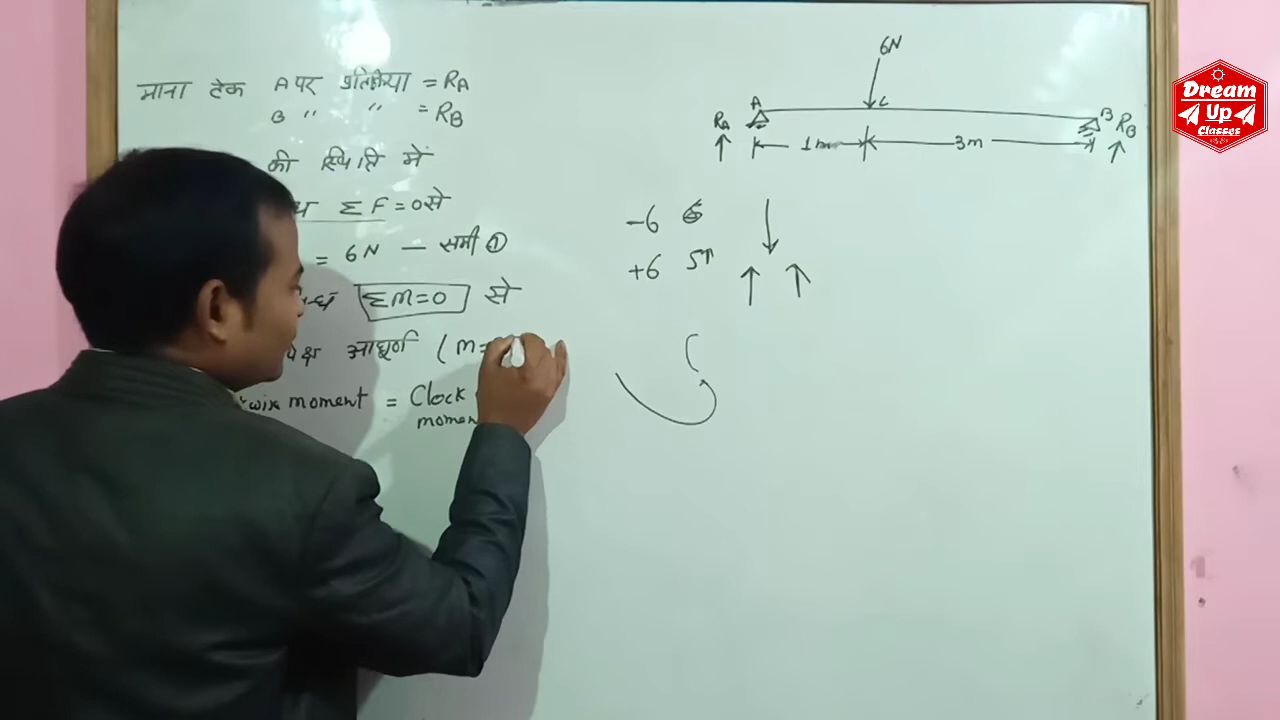 माना टेक A पर प्रतिक्रिया = RA
B " " = RB
की स्थिति में
Σ F = 0 से
= 6N — समी ①
ΣM=0 से
आघूर्ण ( m=
moment = Clock
momen
6N
A C B
RA RB
1m 3m
-6
+6
Dream
Up
Classes